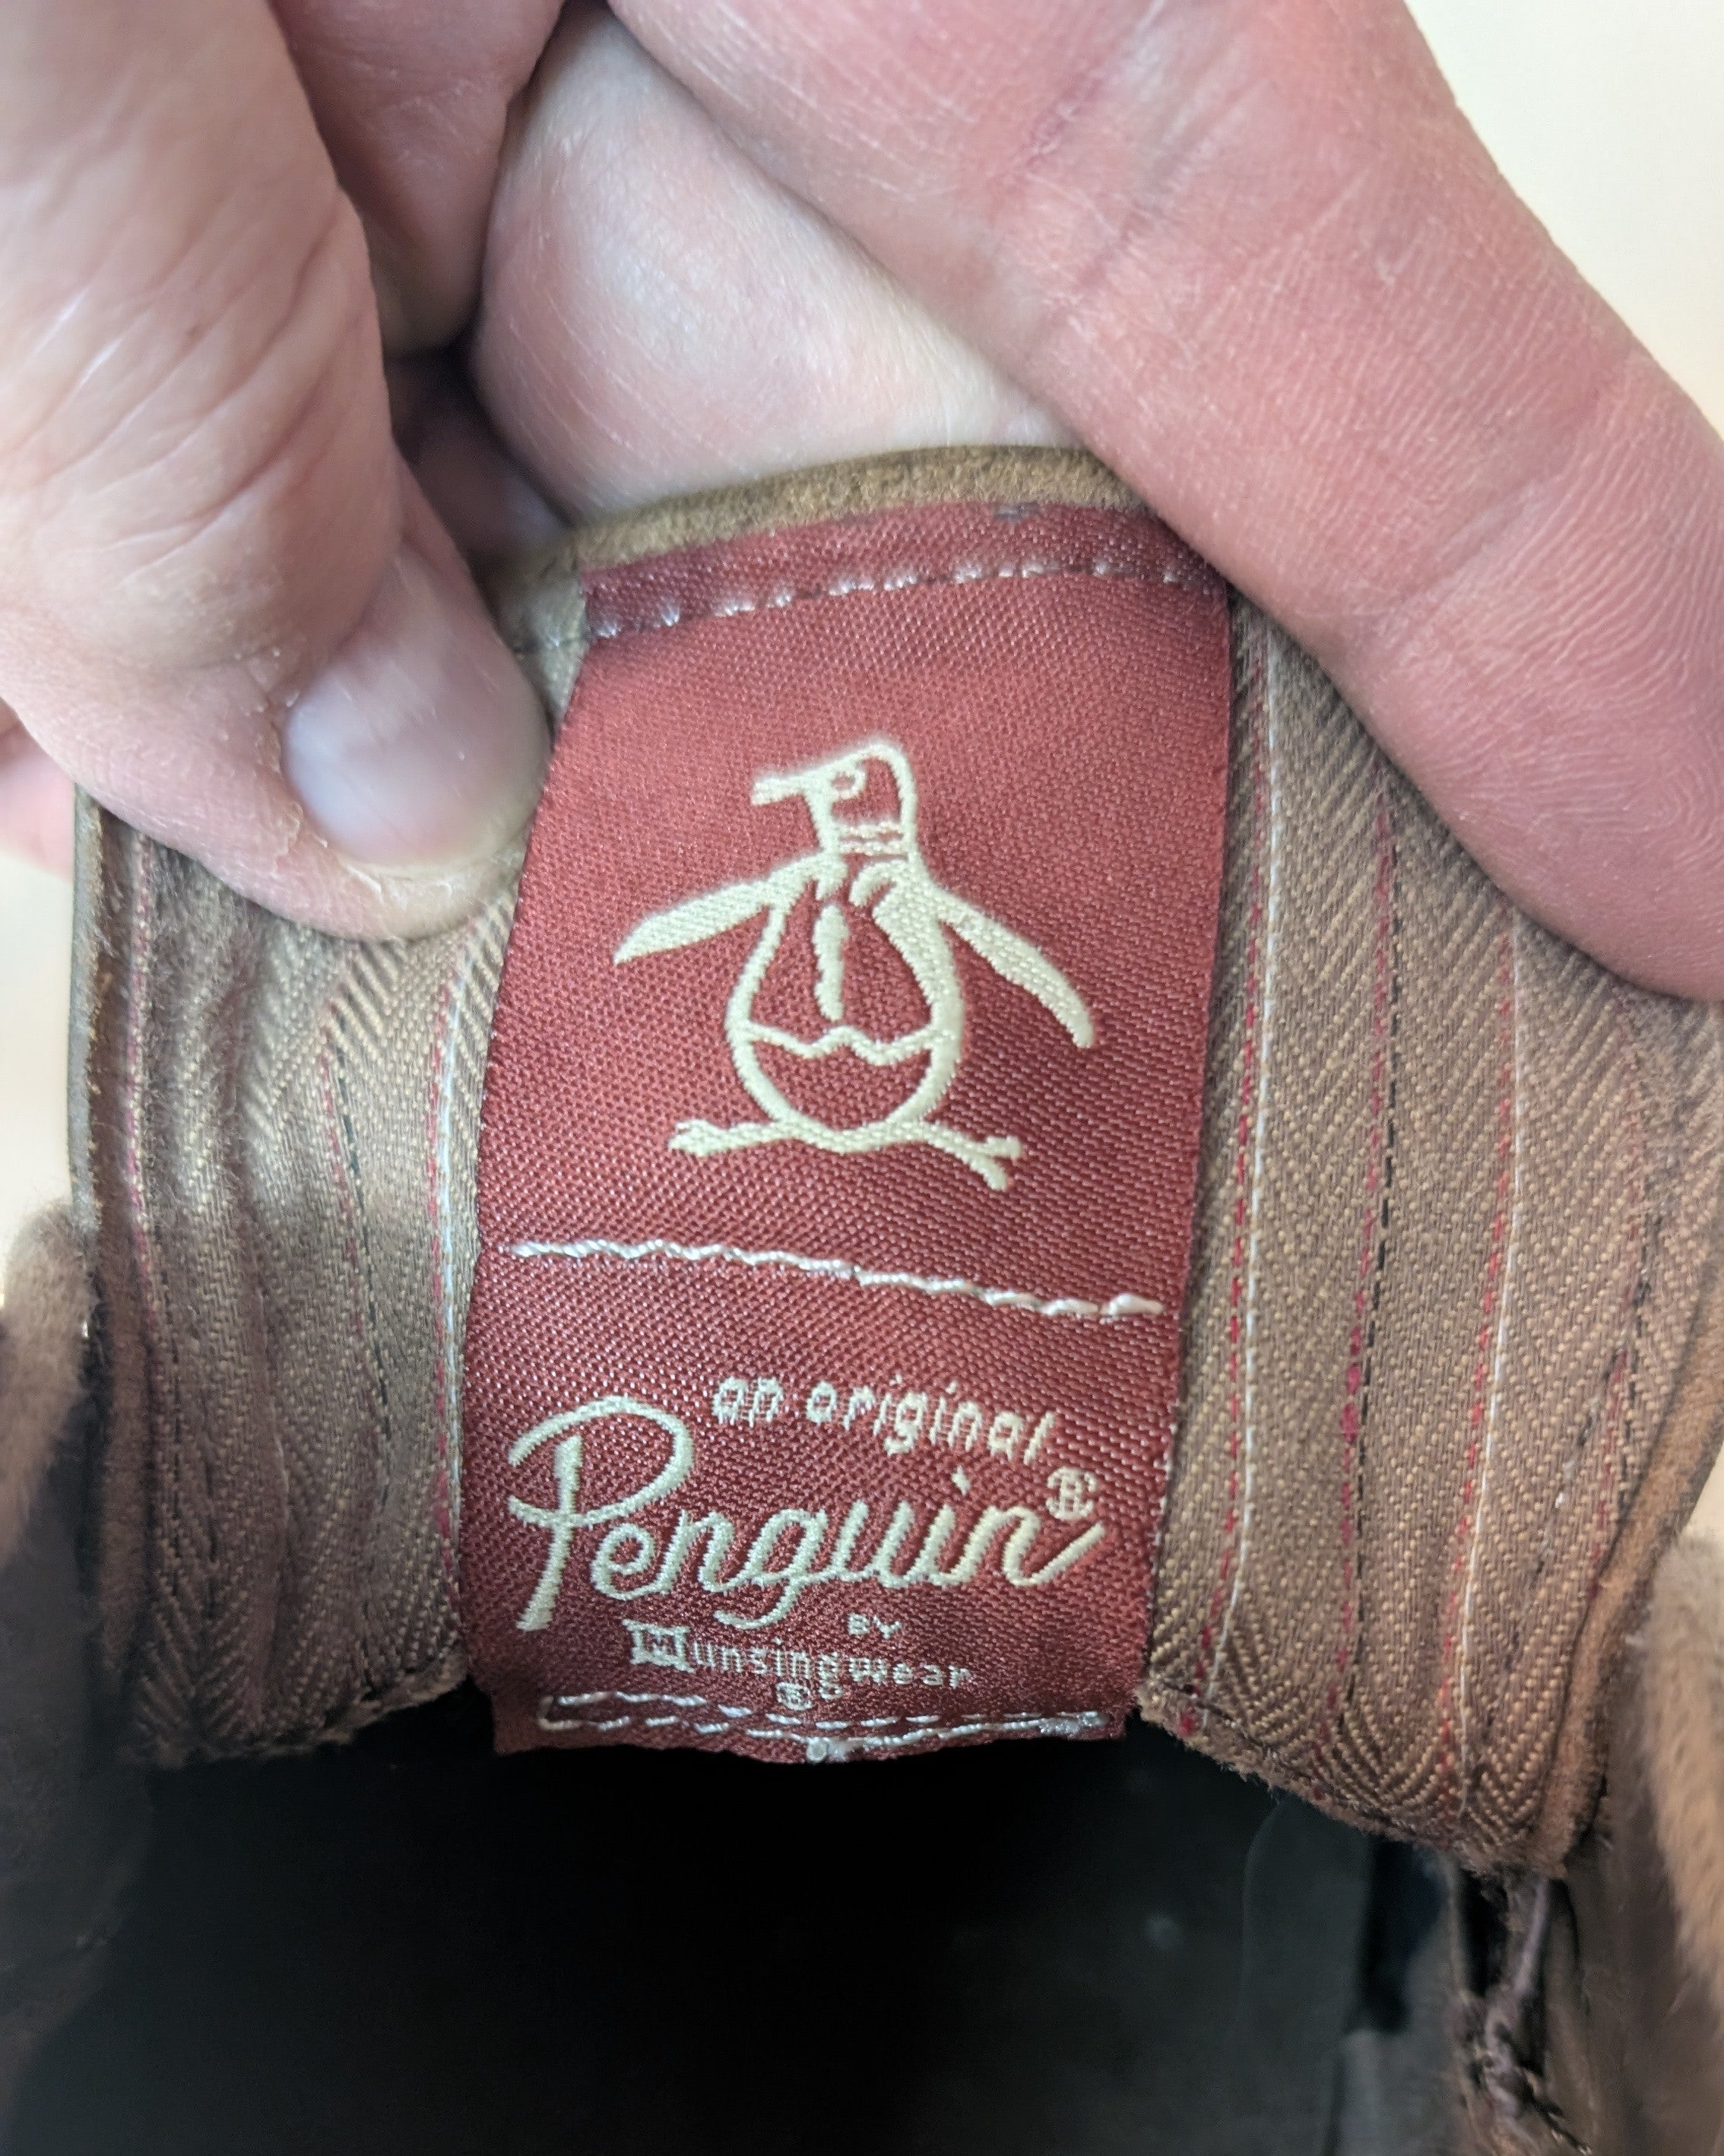 an original
Penguin®
BY
Munsingwear
®